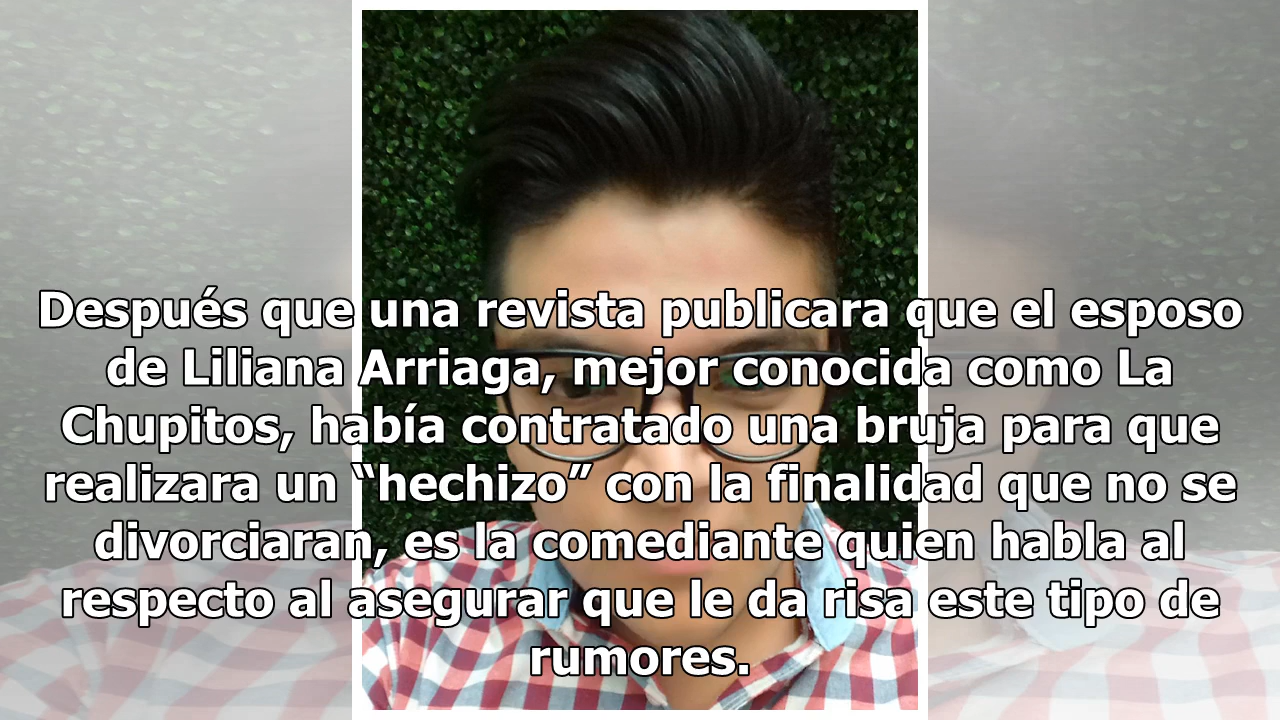 Después que una revista publicara que el esposo
de Liliana Arriaga, mejor conocida como La
Chupitos, había contratado una bruja para que
realizara un “hechizo” con la finalidad que no se
divorciaran, es la comediante quien habla al
respecto al asegurar que le da risa este tipo de
rumores.